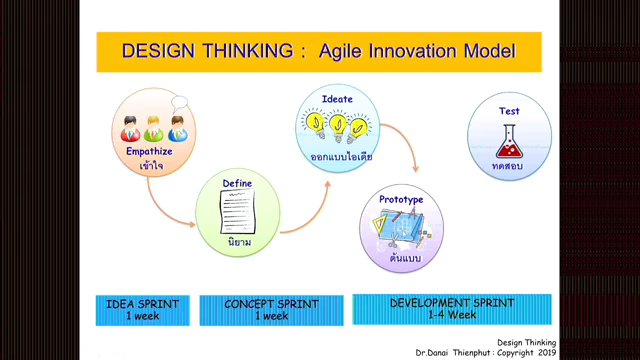 DESIGN THINKING : Agile Innovation Model
Empathize
เข้าใจ
Define
นิยาม
Ideate
ออกแบบไอเดีย
Prototype
ต้นแบบ
Test
ทดสอบ
IDEA SPRINT
1 week
CONCEPT SPRINT
1 week
DEVELOPMENT SPRINT
1-4 Week
Design Thinking
Dr.Danai Thienphut : Copyright 2019